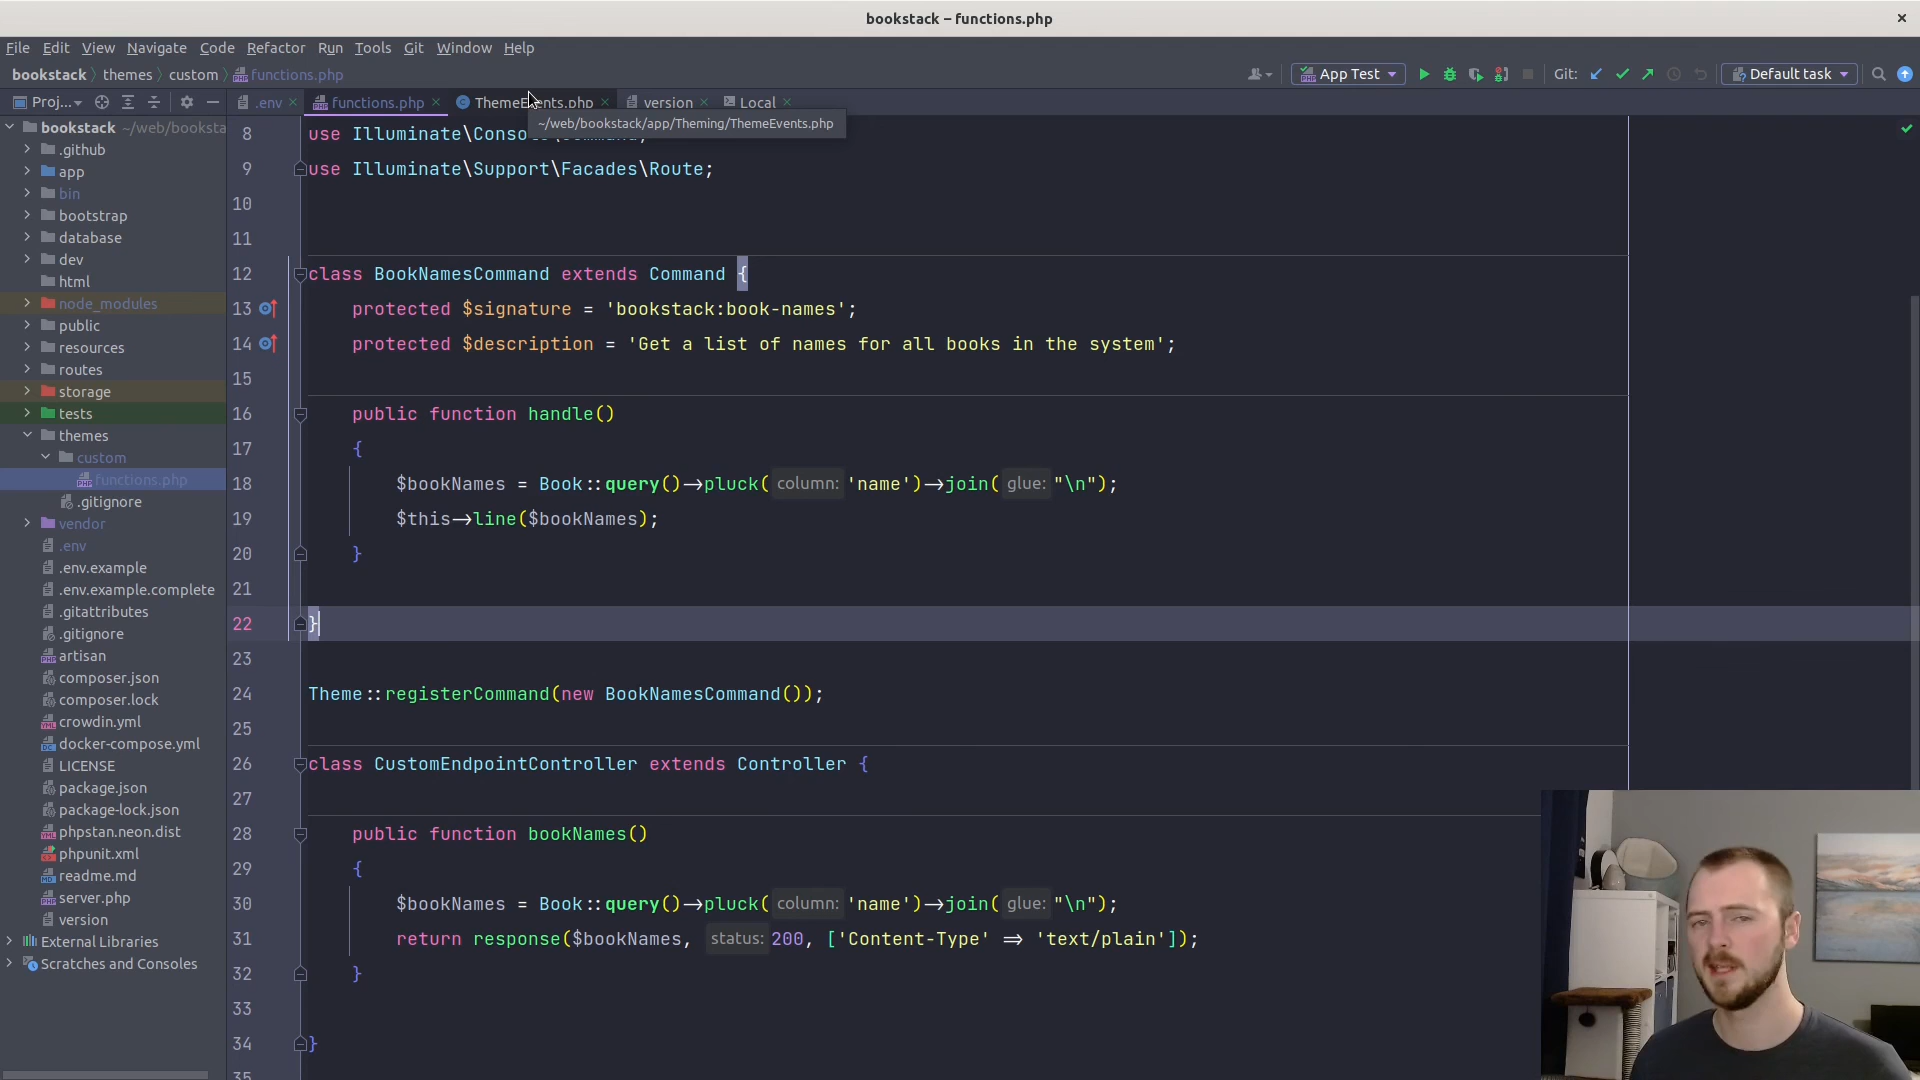 bookstack – functions.php
File Edit View Navigate Code Refactor Run Tools Git Window Help
bookstack themes custom functions.php App Test Git: Default task
Proj... .env functions.php ThemeEvents.php version Local
~/web/bookstack/app/Theming/ThemeEvents.php
bookstack ~/web/booksta
.github
app
bin
bootstrap
database
dev
html
node_modules
public
resources
routes
storage
tests
themes
custom
functions.php
.gitignore
vendor
.env
.env.example
.env.example.complete
.gitattributes
.gitignore
artisan
composer.json
composer.lock
crowdin.yml
docker-compose.yml
LICENSE
package.json
package-lock.json
phpstan.neon.dist
phpunit.xml
readme.md
server.php
version
External Libraries
Scratches and Consoles
8 use Illuminate\Conso
9 use Illuminate\Support\Facades\Route;
10
11
12 class BookNamesCommand extends Command {
13 protected $signature = 'bookstack:book-names';
14 protected $description = 'Get a list of names for all books in the system';
15
16 public function handle()
17 {
18 $bookNames = Book::query()->pluck( column: 'name')->join( glue: "\n");
19 $this->line($bookNames);
20 }
21
22 }
23
24 Theme::registerCommand(new BookNamesCommand());
25
26 class CustomEndpointController extends Controller {
27
28 public function bookNames()
29 {
30 $bookNames = Book::query()->pluck( column: 'name')->join( glue: "\n");
31 return response($bookNames, status: 200, ['Content-Type' => 'text/plain']);
32 }
33
34 }
35